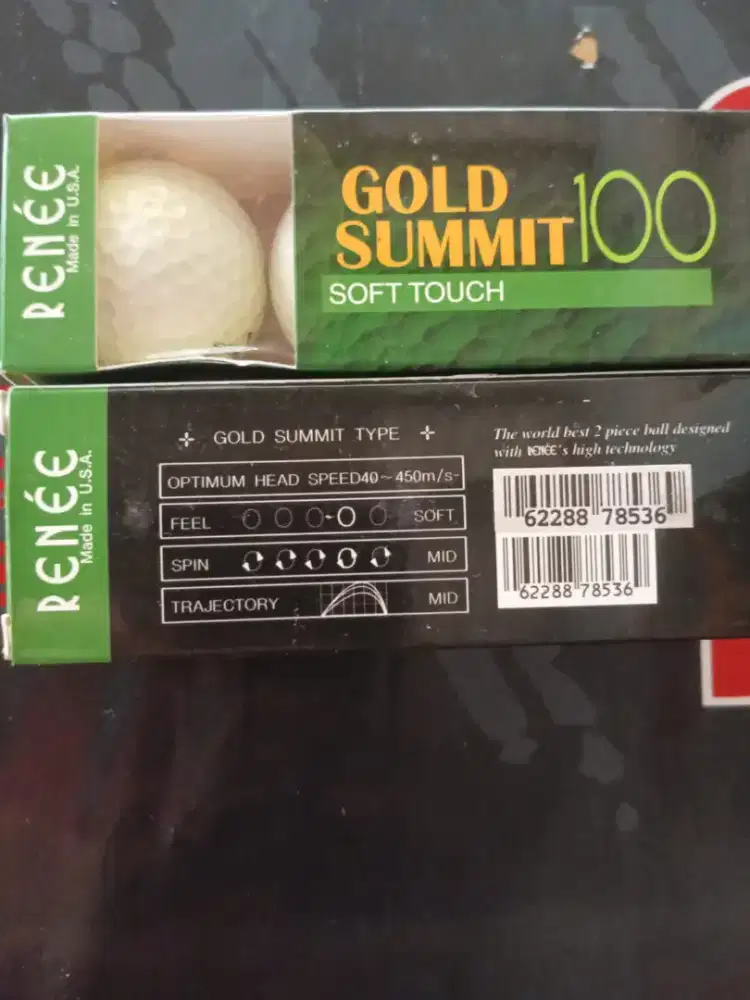 RENÉE
Made in U.S.A.
GOLD
SUMMIT 100
SOFT TOUCH
RENÉE
Made in U.S.A.
GOLD SUMMIT TYPE
OPTIMUM HEAD SPEED40~450m/s-
FEEL SOFT
SPIN MID
TRAJECTORY MID
The world best 2 piece ball designed
with RENÉE's high technology
62288 78536
62288 78536